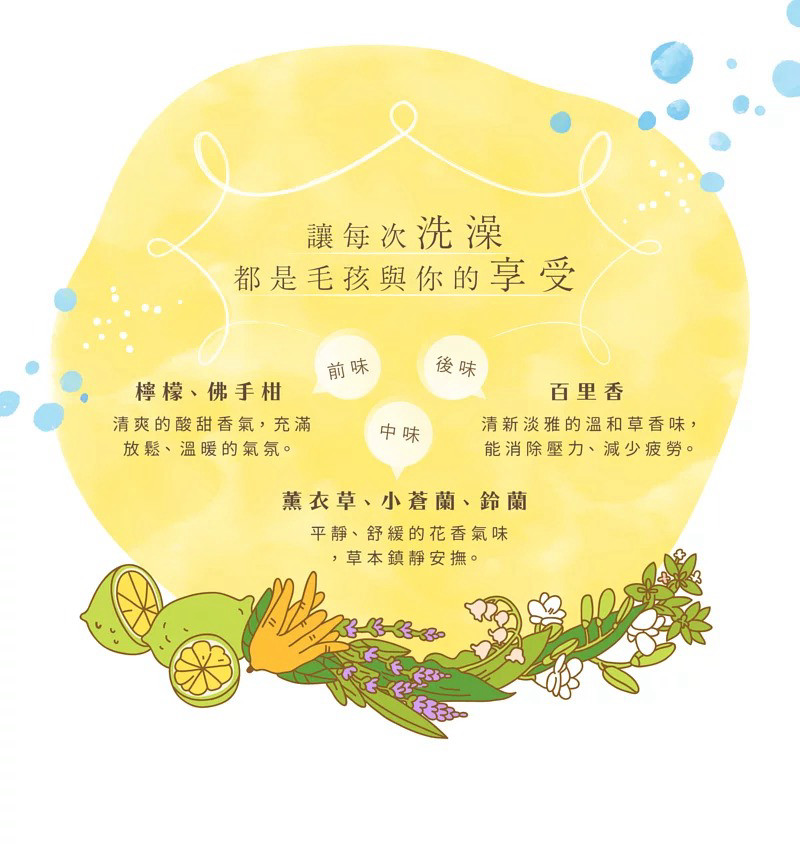 讓每次洗澡
都是毛孩與你的享受
前味
檸檬、佛手柑
清爽的酸甜香氣，充滿
放鬆、溫暖的氣氛。
中味
薰衣草、小蒼蘭、鈴蘭
平靜、舒緩的花香氣味
，草本鎮靜安撫。
後味
百里香
清新淡雅的溫和草香味，
能消除壓力、減少疲勞。